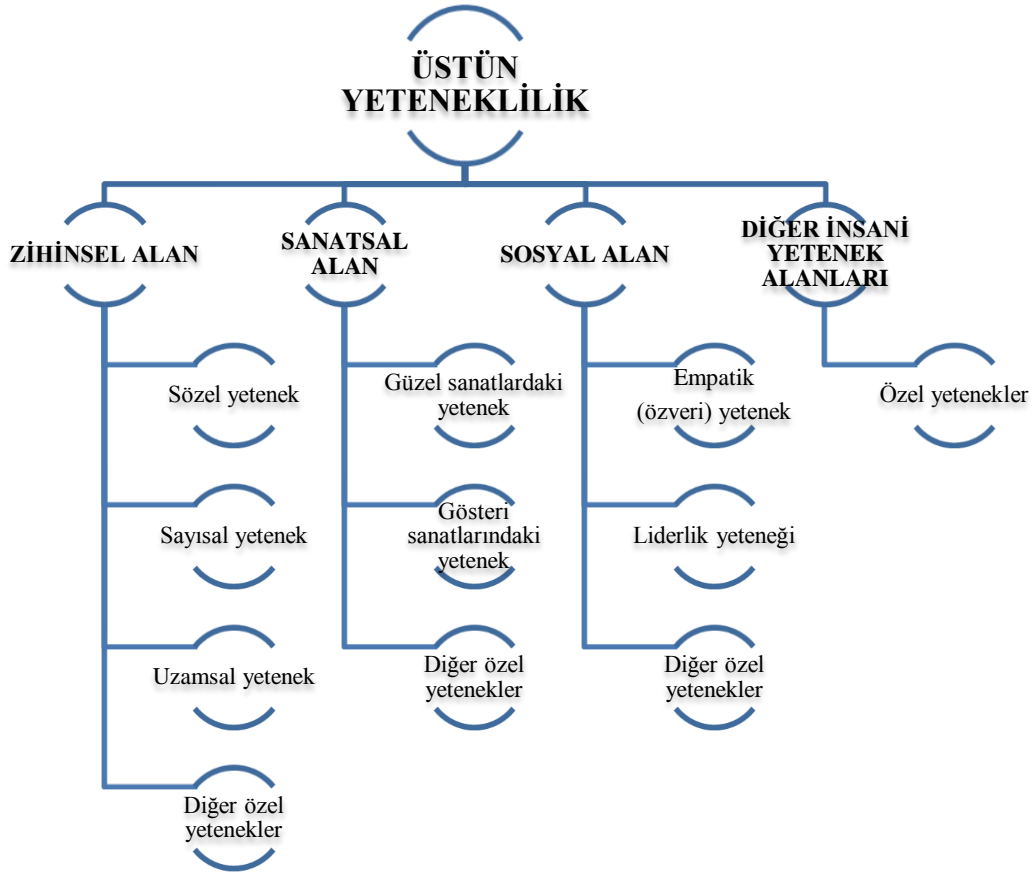 ÜSTÜN
YETENEKLİLİK
ZİHİNSEL ALAN
SANATSAL
ALAN
SOSYAL ALAN
DİĞER İNSANİ
YETENEK
ALANLARI
Sözel yetenek
Sayısal yetenek
Uzamsal yetenek
Diğer özel
yetenekler
Güzel sanatlardaki
yetenek
Gösteri
sanatlarındaki
yetenek
Diğer özel
yetenekler
Empatik
(özveri) yetenek
Liderlik yeteneği
Diğer özel
yetenekler
Özel yetenekler